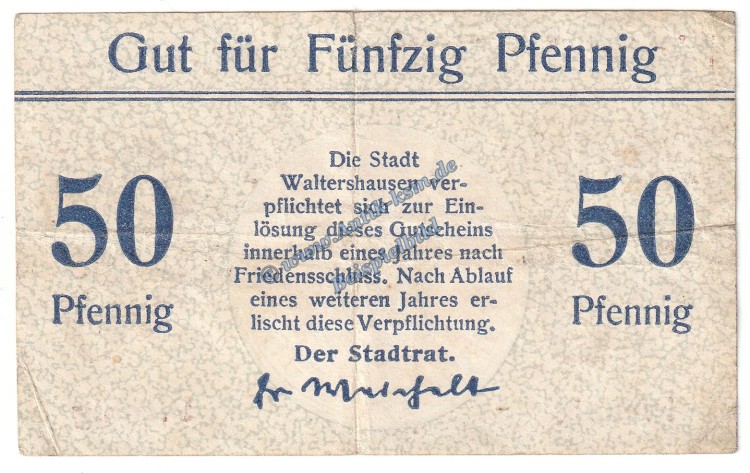 Gut für Fünfzig Pfennig
50
Pfennig
Die Stadt
Waltershausen ver-
pflichtet sich zur Ein-
lösung dieses Gutscheins
innerhalb eines Jahres nach
Friedensschluss. Nach Ablauf
eines weiteren Jahres er-
lischt diese Verpflichtung.
Der Stadtrat.
50
Pfennig
Beispielbild